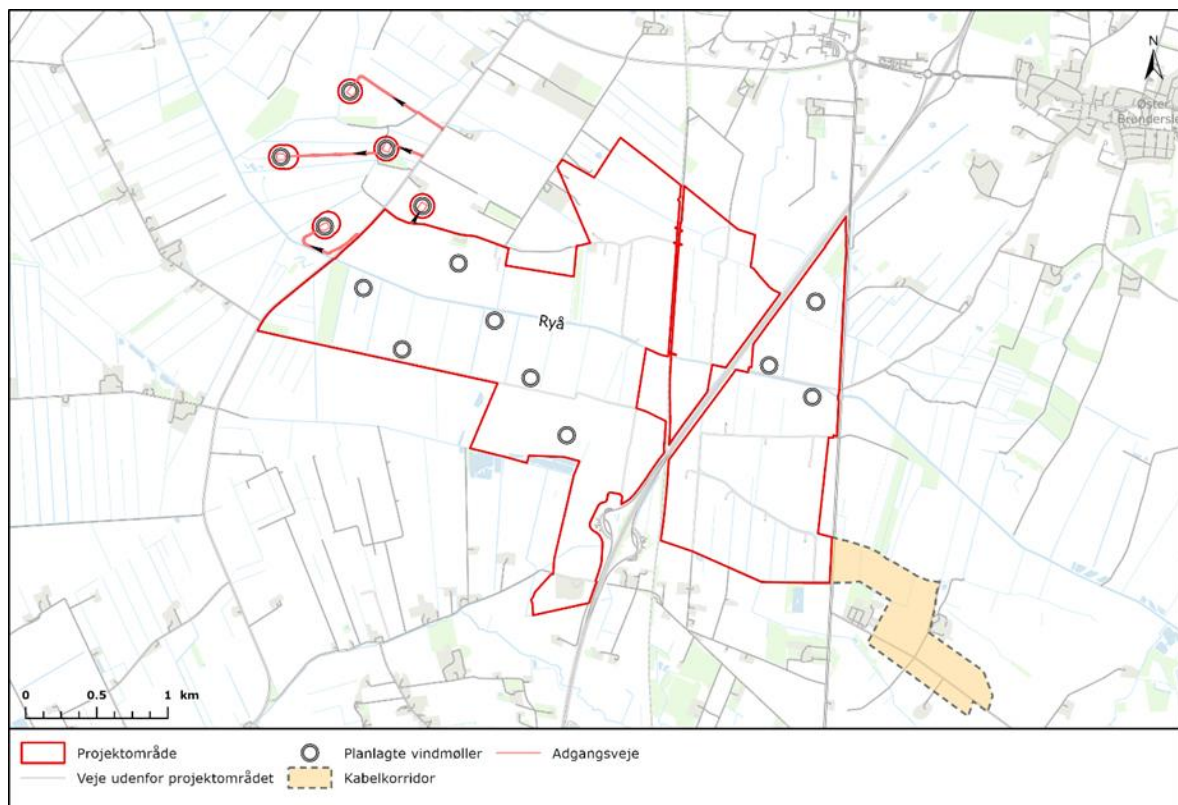 N
Øster
Brønderslev
Ryå
0 0.5 1 km
Projektområde
Planlagte vindmøller
Adgangsveje
Veje udenfor projektområdet
Kabelkorridor